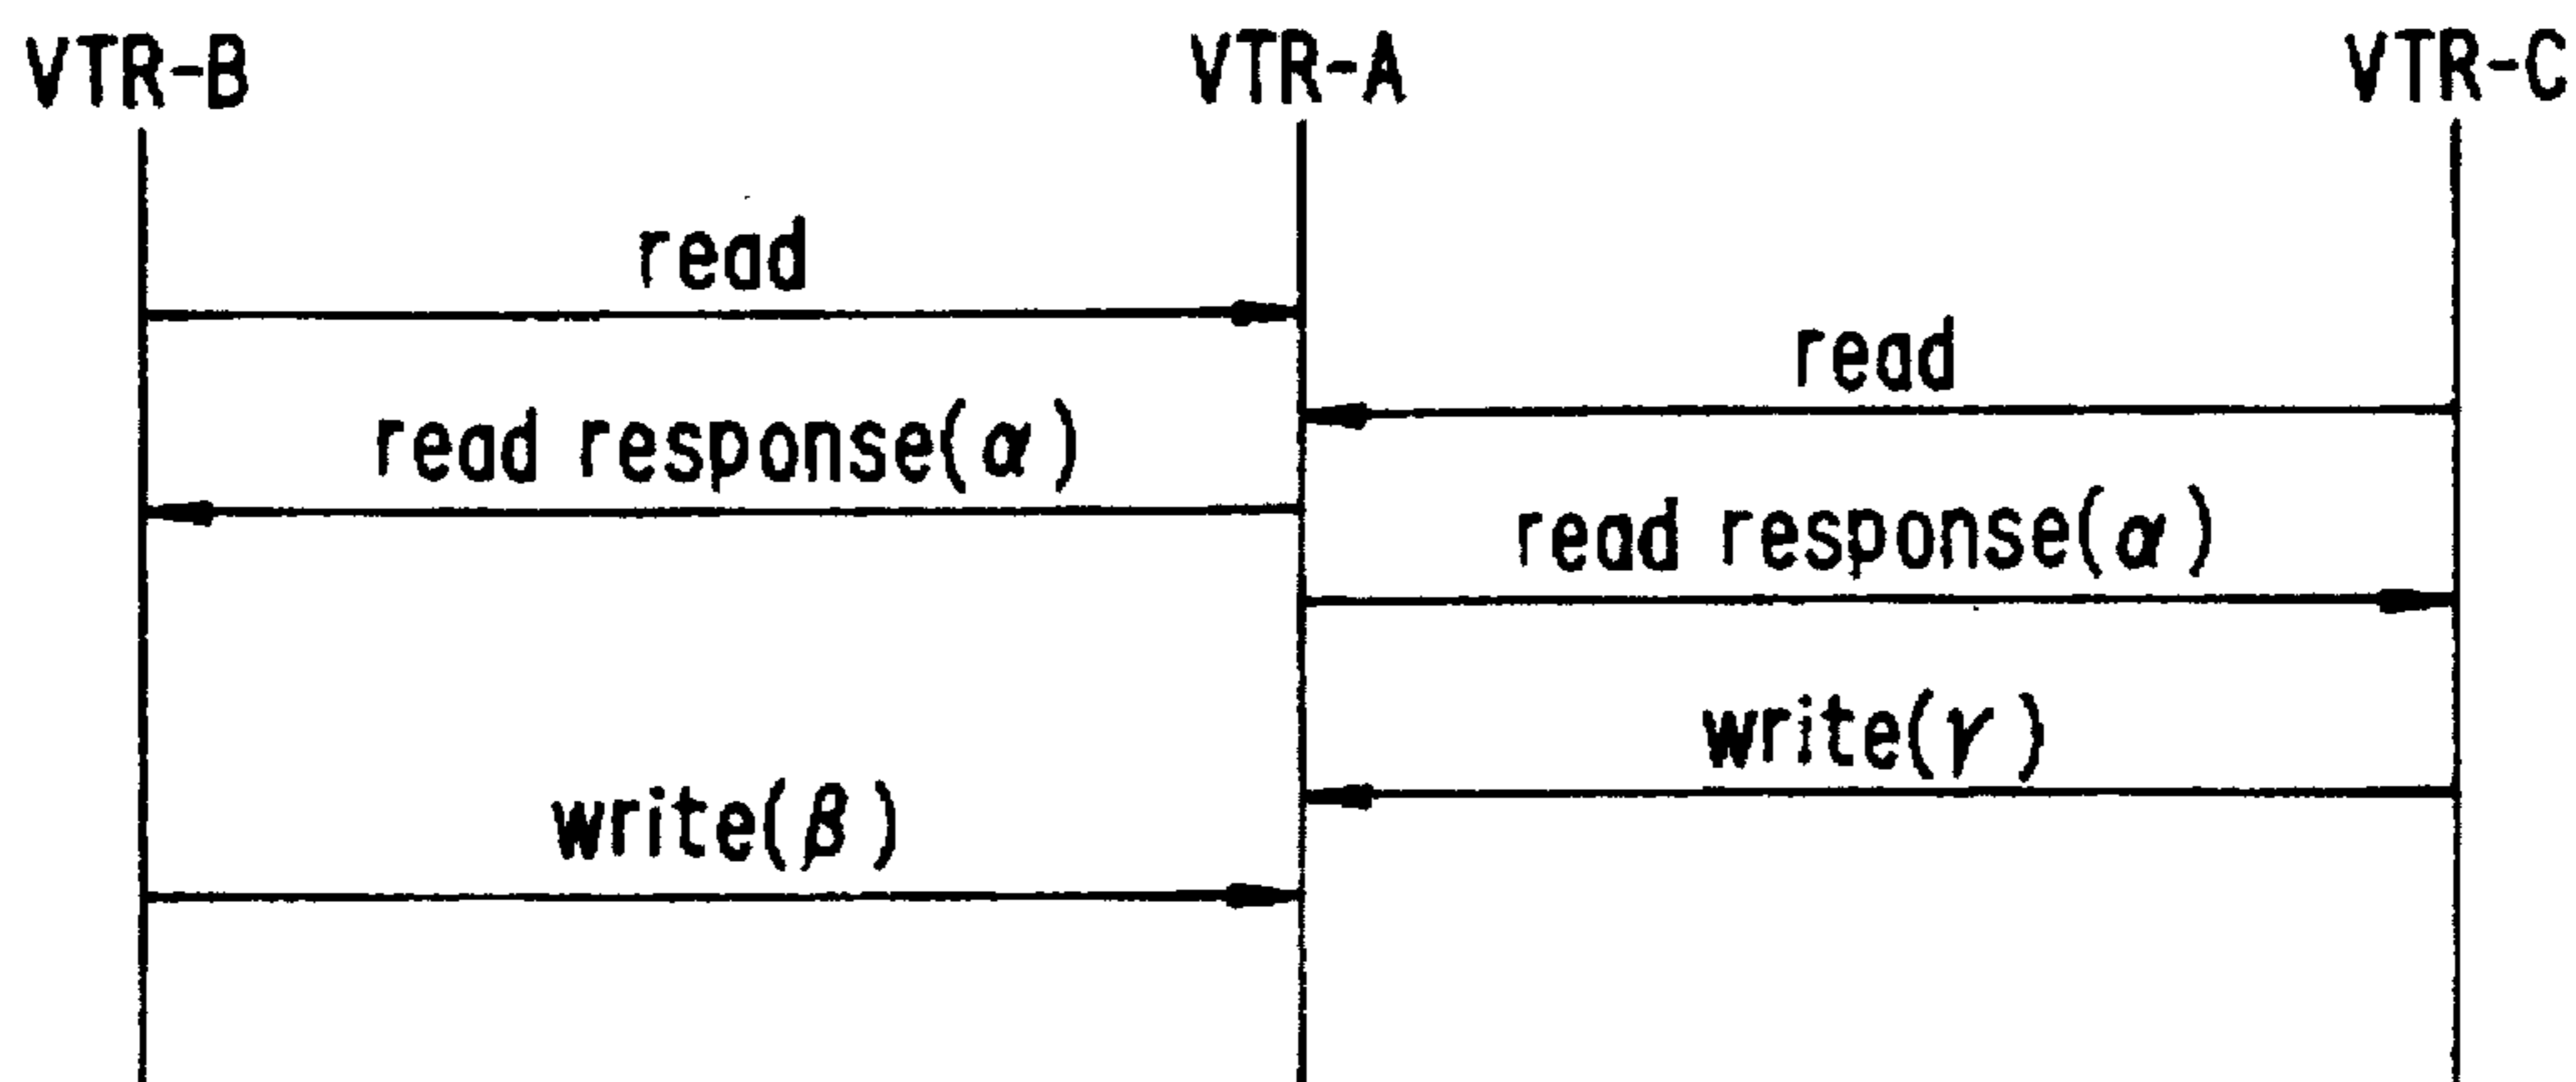 VTR-B VTR-A VTR-C
read
read
read response(α)
read response(α)
write(γ)
write(β)